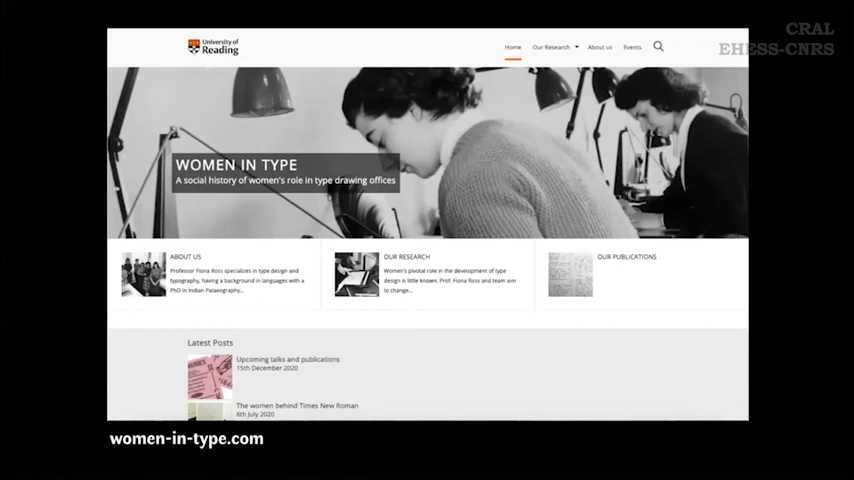 CRAL
EHESS-CNRS
University of
Reading
Home Our Research About us Events
WOMEN IN TYPE
A social history of women's role in type drawing offices
ABOUT US
Professor Fiona Ross specializes in type design and
typography, having a background in languages with a
PhD in Indian Palaeography...
OUR RESEARCH
Women's pivotal role in the development of type
design is little known. Prof. Fiona Ross and team aim
to change...
OUR PUBLICATIONS
Latest Posts
Upcoming talks and publications
15th December 2020
The women behind Times New Roman
6th July 2020
women-in-type.com